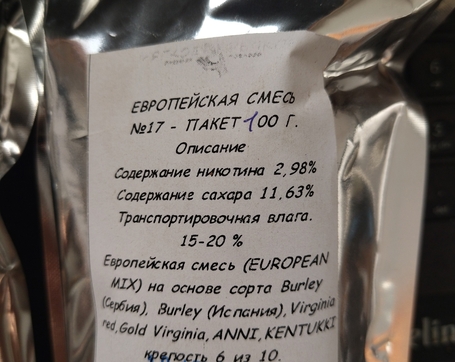 ЕВРОПЕЙСКАЯ СМЕСЬ
№17 - ПАКЕТ 100 Г.
Описание
Содержание никотина 2,98%
Содержание сахара 11,63%
Транспортировочная влага.
15-20 %
Европейская смесь (EUROPEAN
MIX) на основе сорта Burley
(Сербия), Burley (Испания), Virginia
red, Gold Virginia, ANNI, KENTUKKI
крепость 6 из 10.